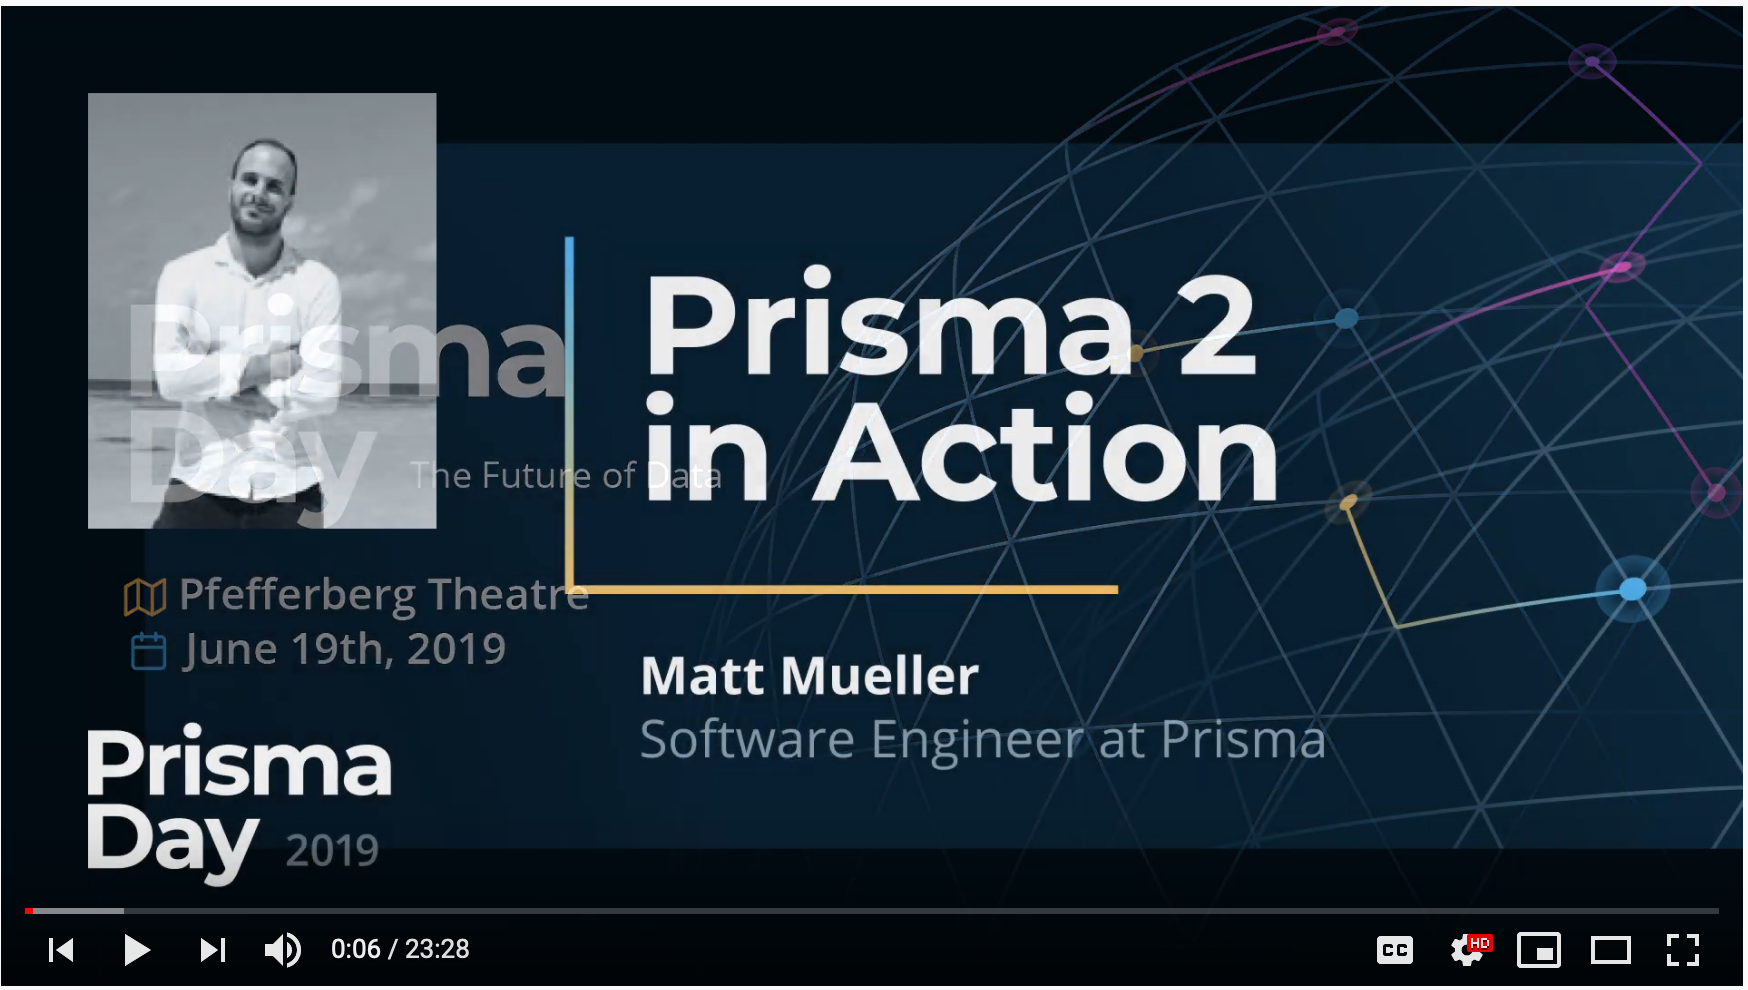 Prisma
Day
The Future of Data
Pfefferberg Theatre
June 19th, 2019
Prisma 2
in Action
Matt Mueller
Software Engineer at Prisma
Prisma
Day 2019
0:06 / 23:28
CC
HD